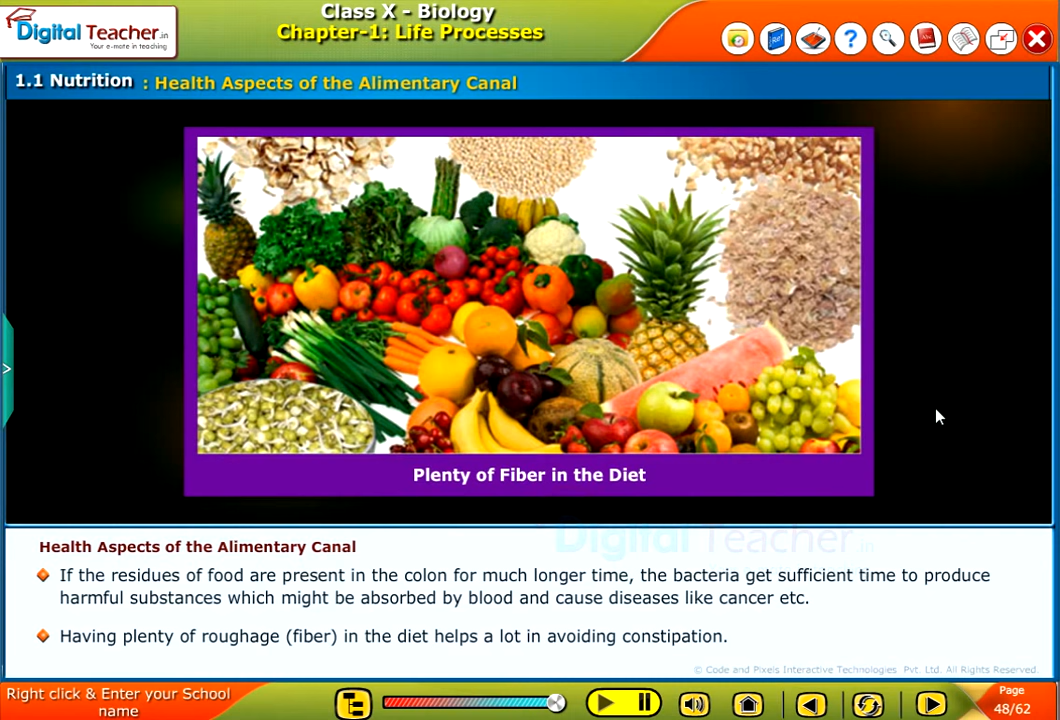 Digital Teacher.in
Your e-mate in teaching
Class X - Biology
Chapter-1: Life Processes
Ref
?
Abc
1.1 Nutrition : Health Aspects of the Alimentary Canal
>
Plenty of Fiber in the Diet
Digital Teacher.in
Health Aspects of the Alimentary Canal
If the residues of food are present in the colon for much longer time, the bacteria get sufficient time to produce
harmful substances which might be absorbed by blood and cause diseases like cancer etc.
Having plenty of roughage (fiber) in the diet helps a lot in avoiding constipation.
© Code and Pixels Interactive Technologies. Pvt. Ltd. All Rights Reserved.
Right click & Enter your School
name
Page
48/62